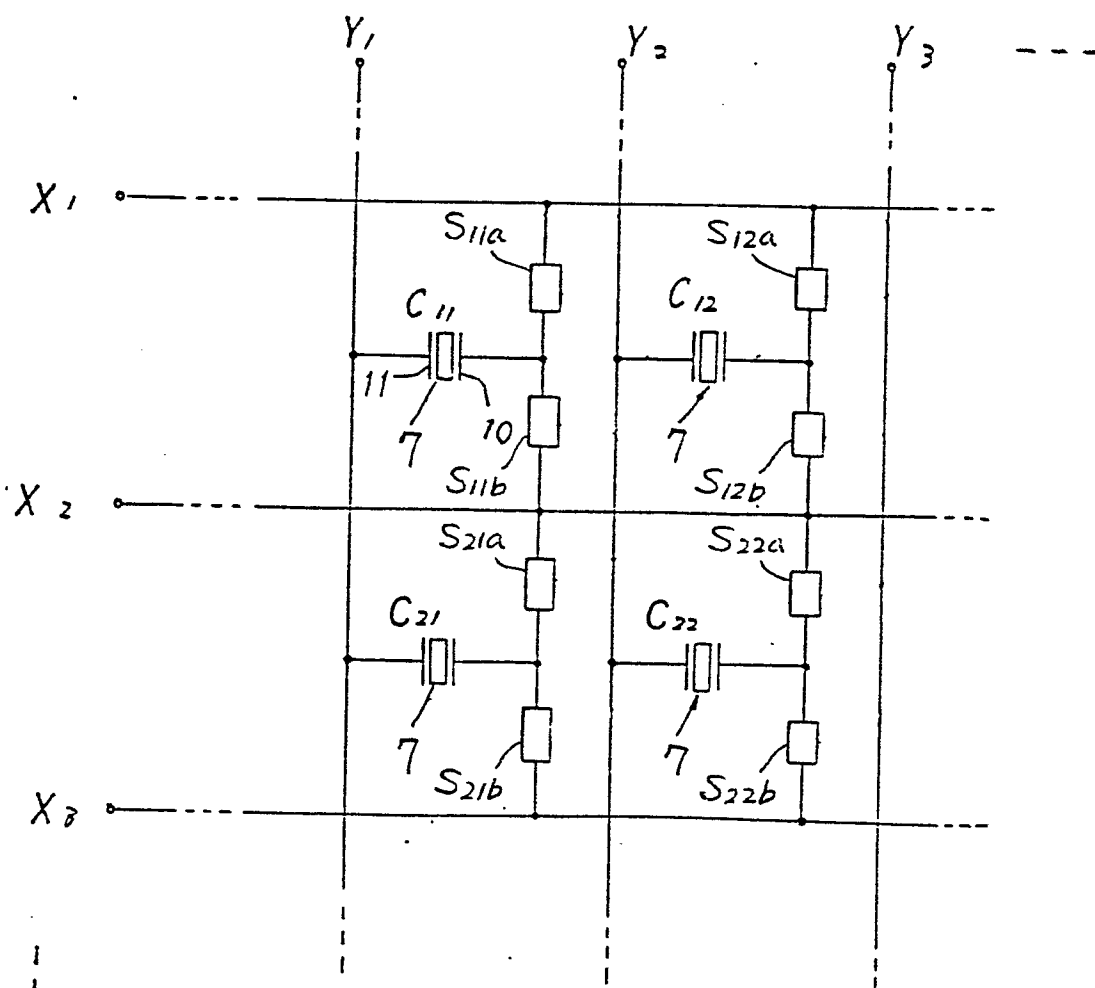 Y1 Y2 Y3
X1
S11a S12a
C11 C12
11 7 10 7
S11b S12b
X2
S21a S22a
C21 C22
7 7
S21b S22b
X3